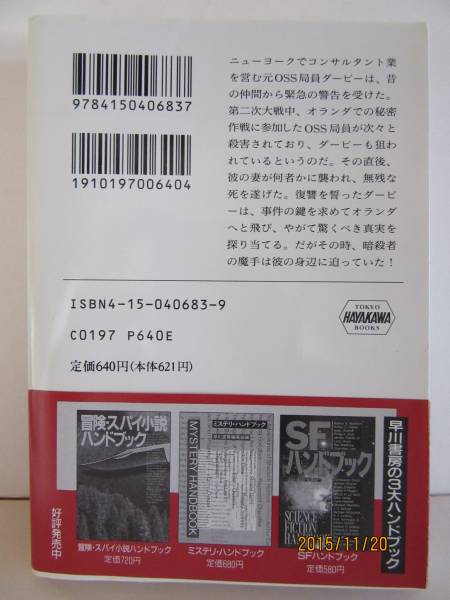 9784150406837
1910197006404
ニューヨークでコンサルタント業
を営む元OSS局員ダービーは、昔
の仲間から緊急の警告を受けた。
第二次大戦中、オランダでの秘密
作戦に参加したOSS局員が次々と
殺害されており、ダービーも狙わ
れているというのだ。その直後、
彼の妻が何者かに襲われ、無残な
死を遂げた。復讐を誓ったダービ
ーは、事件の鍵を求めてオランダ
へと飛び、やがて驚くべき真実を
探り当てる。だがその時、暗殺者
の魔手は彼の身辺に迫っていた!
ISBN4-15-040683-9
C0197 P640E
定価640円(本体621円)
TOKYO
HAYAKAWA
BOOKS
早川書房の3大ハンドブック
冒険・スパイ小説
ハンドブック
ミステリ・ハンドブック
MYSTERY HANDBOOK
SF
ハンドブック
SCIENCE
FICTION
冒険・スパイ小説ハンドブック
定価720円
ミステリ・ハンドブック
定価680円
SFハンドブック
定価580円
好評発売中
2015/11/20